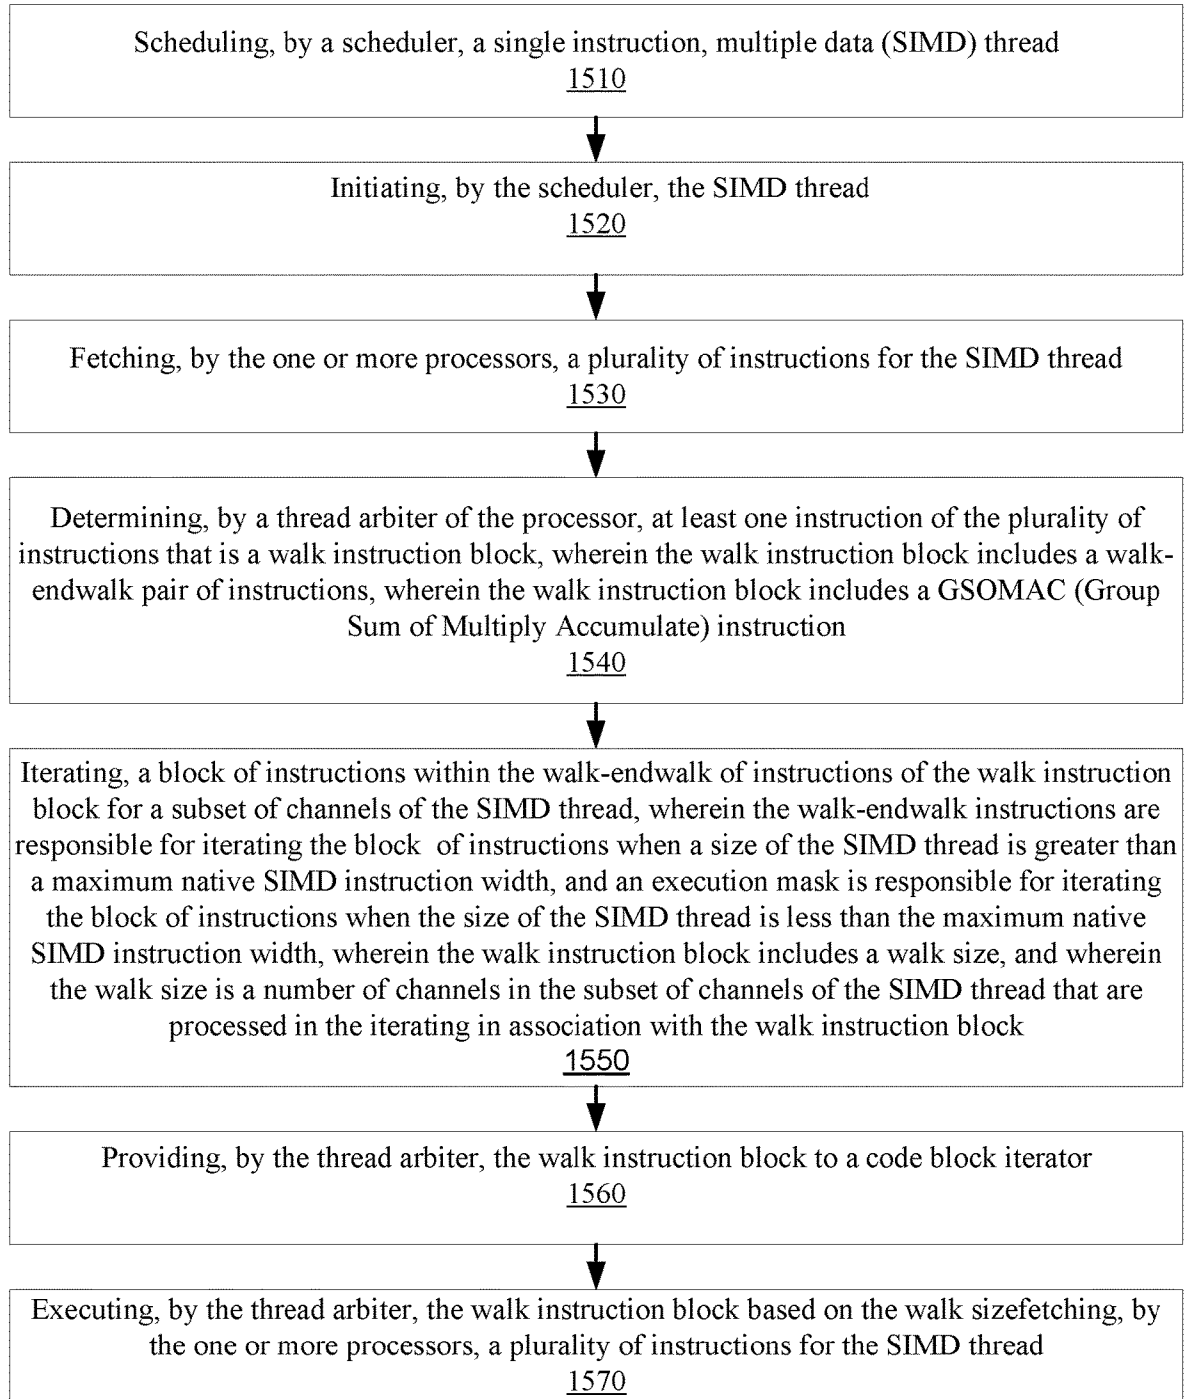 Scheduling, by a scheduler, a single instruction, multiple data (SIMD) thread
1510
Initiating, by the scheduler, the SIMD thread
1520
Fetching, by the one or more processors, a plurality of instructions for the SIMD thread
1530
Determining, by a thread arbiter of the processor, at least one instruction of the plurality of
instructions that is a walk instruction block, wherein the walk instruction block includes a walk-
endwalk pair of instructions, wherein the walk instruction block includes a GSOMAC (Group
Sum of Multiply Accumulate) instruction
1540
Iterating, a block of instructions within the walk-endwalk of instructions of the walk instruction
block for a subset of channels of the SIMD thread, wherein the walk-endwalk instructions are
responsible for iterating the block of instructions when a size of the SIMD thread is greater than
a maximum native SIMD instruction width, and an execution mask is responsible for iterating
the block of instructions when the size of the SIMD thread is less than the maximum native
SIMD instruction width, wherein the walk instruction block includes a walk size, and wherein
the walk size is a number of channels in the subset of channels of the SIMD thread that are
processed in the iterating in association with the walk instruction block
1550
Providing, by the thread arbiter, the walk instruction block to a code block iterator
1560
Executing, by the thread arbiter, the walk instruction block based on the walk sizefetching, by
the one or more processors, a plurality of instructions for the SIMD thread
1570